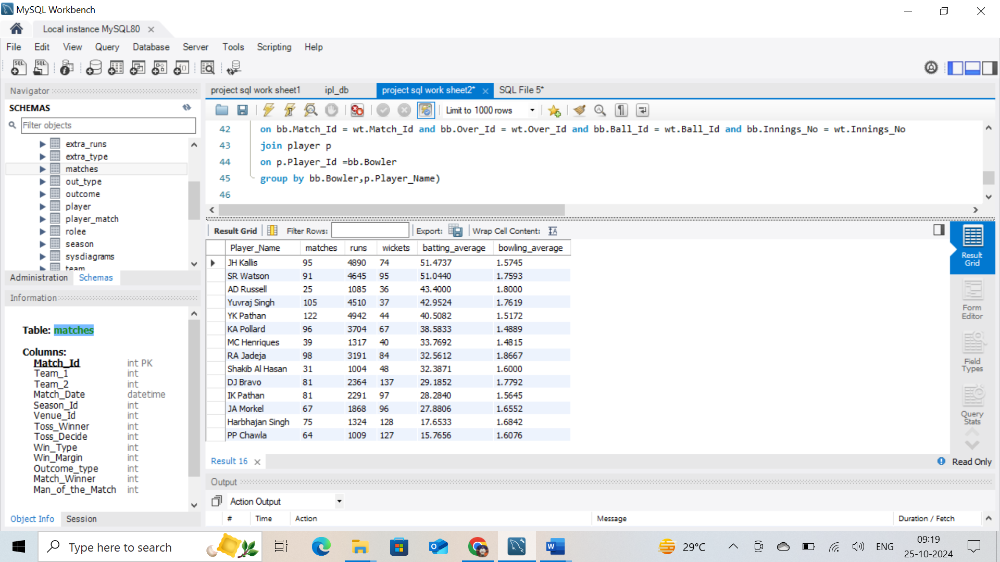 MySQL Workbench
Local instance MySQL80
File Edit View Query Database Server Tools Scripting Help
Navigator
SCHEMAS
Filter objects
extra_runs
extra_type
matches
out_type
outcome
player
player_match
rolee
season
sysdiagrams
team
Administration Schemas
Information
Table: matches
Columns:
Match_Id int PK
Team_1 int
Team_2 int
Match_Date datetime
Season_Id int
Venue_Id int
Toss_Winner int
Toss_Decide int
Win_Type int
Win_Margin int
Outcome_type int
Match_Winner int
Man_of_the_Match int
Object Info Session
project sql work sheet1 ipl_db project sql work sheet2* SQL File 5*
Limit to 1000 rows
42 on bb.Match_Id = wt.Match_Id and bb.Over_Id = wt.Over_Id and bb.Ball_Id = wt.Ball_Id and bb.Innings_No = wt.Innings_No
43 join player p
44 on p.Player_Id =bb.Bowler
45 group by bb.Bowler,p.Player_Name)
46
Result Grid Filter Rows: Export: Wrap Cell Content:
Player_Name matches runs wickets batting_average bowling_average
JH Kallis 95 4890 74 51.4737 1.5745
SR Watson 91 4645 95 51.0440 1.7593
AD Russell 25 1085 36 43.4000 1.8000
Yuvraj Singh 105 4510 37 42.9524 1.7619
YK Pathan 122 4942 44 40.5082 1.5172
KA Pollard 96 3704 67 38.5833 1.4889
MC Henriques 39 1317 40 33.7692 1.4815
RA Jadeja 98 3191 84 32.5612 1.8667
Shakib Al Hasan 31 1004 48 32.3871 1.6000
DJ Bravo 81 2364 137 29.1852 1.7792
IK Pathan 81 2291 97 28.2840 1.5645
JA Morkel 67 1868 96 27.8806 1.6552
Harbhajan Singh 75 1324 128 17.6533 1.6842
PP Chawla 64 1009 127 15.7656 1.6076
Result
Grid
Form
Editor
Field
Types
Query
Stats
Result 16
Read Only
Output
Action Output
# Time Action Message Duration / Fetch
Type here to search
29°C
ENG
09:19
25-10-2024